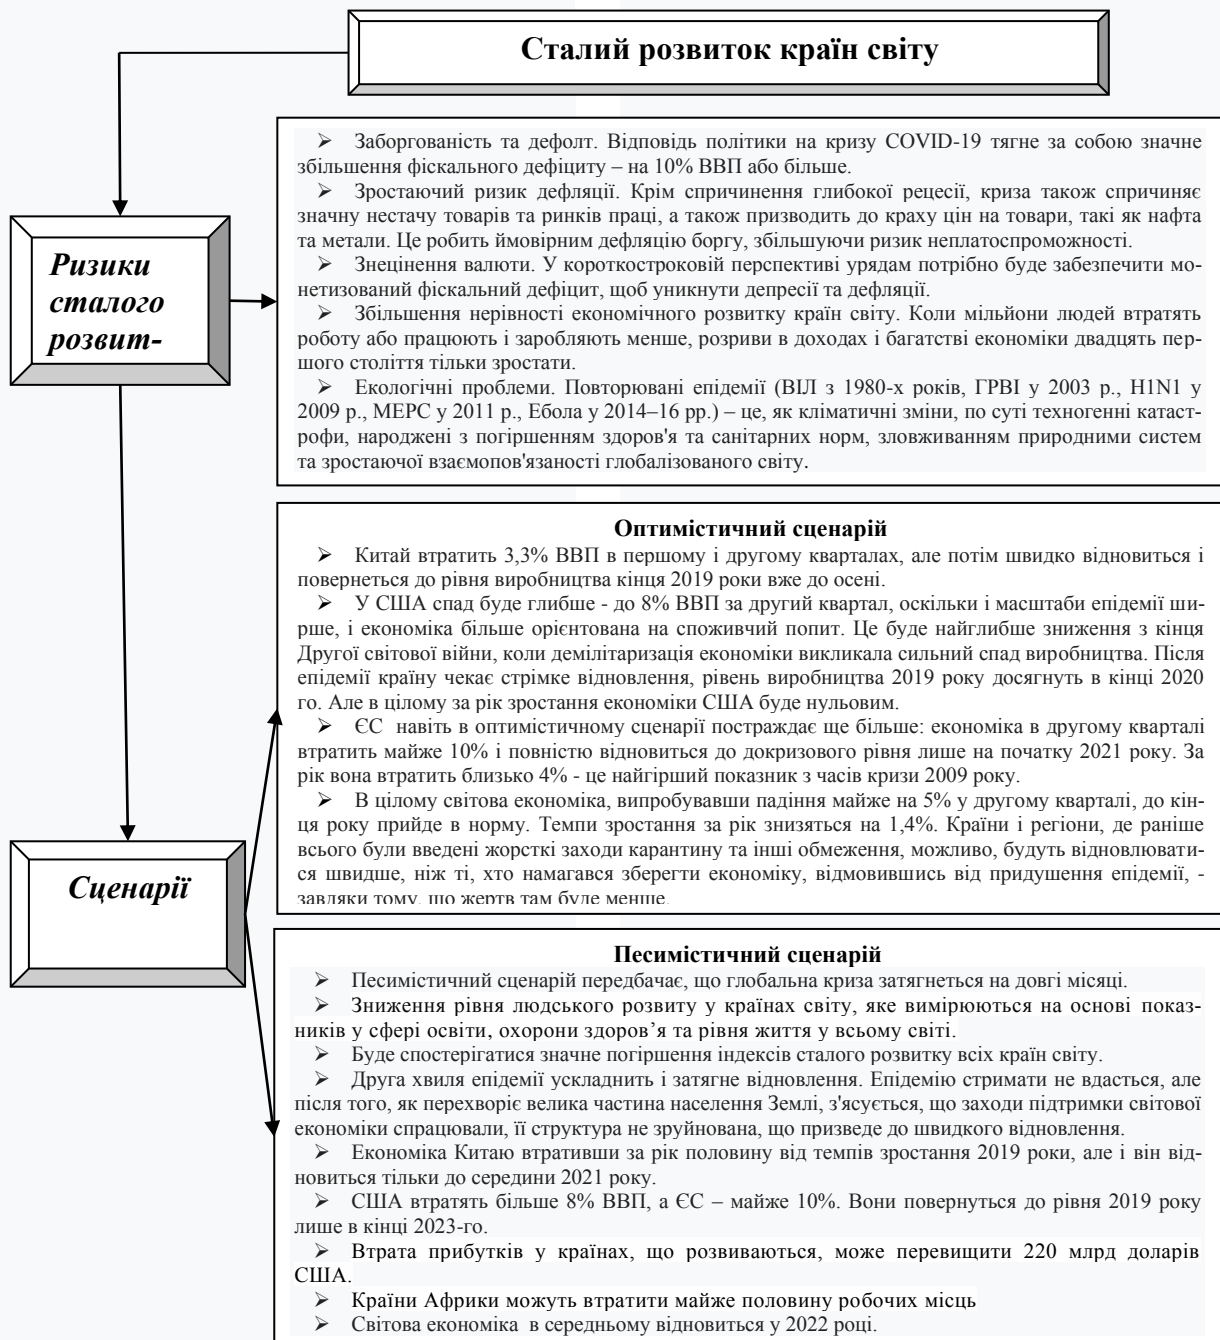 Сталий розвиток країн світу
Ризики
сталого
розвит-
➢ Заборгованість та дефолт. Відповідь політики на кризу COVID-19 тягне за собою значне
збільшення фіскального дефіциту – на 10% ВВП або більше.
➢ Зростаючий ризик дефляції. Крім спричинення глибокої рецесії, криза також спричиняє
значну нестачу товарів та ринків праці, а також призводить до краху цін на товари, такі як нафта
та метали. Це робить ймовірним дефляцію боргу, збільшуючи ризик неплатоспроможності.
➢ Знецінення валюти. У короткостроковій перспективі урядам потрібно буде забезпечити мо-
нетизований фіскальний дефіцит, щоб уникнути депресії та дефляції.
➢ Збільшення нерівності економічного розвитку країн світу. Коли мільйони людей втратять
роботу або працюють і заробляють менше, розриви в доходах і багатстві економіки двадцять пер-
шого століття тільки зростати.
➢ Екологічні проблеми. Повторювані епідемії (ВІЛ з 1980-х років, ГРВІ у 2003 р., H1N1 у
2009 р., МЕРС у 2011 р., Ебола у 2014–16 рр.) – це, як кліматичні зміни, по суті техногенні катаст-
рофи, народжені з погіршенням здоров'я та санітарних норм, зловживанням природними систем
та зростаючої взаємопов'язаності глобалізованого світу.
Сценарії
Оптимістичний сценарій
➢ Китай втратить 3,3% ВВП в першому і другому кварталах, але потім швидко відновиться і
повернеться до рівня виробництва кінця 2019 роки вже до осені.
➢ У США спад буде глибше - до 8% ВВП за другий квартал, оскільки і масштаби епідемії ши-
рше, і економіка більше орієнтована на споживчий попит. Це буде найглибше зниження з кінця
Другої світової війни, коли демілітаризація економіки викликала сильний спад виробництва. Після
епідемії країну чекає стрімке відновлення, рівень виробництва 2019 року досягнуть в кінці 2020
го. Але в цілому за рік зростання економіки США буде нульовим.
➢ ЄС навіть в оптимістичному сценарії постраждає ще більше: економіка в другому кварталі
втратить майже 10% і повністю відновиться до докризового рівня лише на початку 2021 року. За
рік вона втратить близько 4% - це найгірший показник з часів кризи 2009 року.
➢ В цілому світова економіка, випробувавши падіння майже на 5% у другому кварталі, до кін-
ця року прийде в норму. Темпи зростання за рік знизяться на 1,4%. Країни і регіони, де раніше
всього були введені жорсткі заходи карантину та інші обмеження, можливо, будуть відновлювати-
ся швидше, ніж ті, хто намагався зберегти економіку, відмовившись від придушення епідемії, -
завдяки тому, що жертв там буде менше.
Песимістичний сценарій
➢ Песимістичний сценарій передбачає, що глобальна криза затягнеться на довгі місяці.
➢ Зниження рівня людського розвиту у країнах світу, яке вимірюються на основі показ-
ників у сфері освіти, охорони здоров’я та рівня життя у всьому світі.
➢ Буде спостерігатися значне погіршення індексів сталого розвитку всіх країн світу.
➢ Друга хвиля епідемії ускладнить і затягне відновлення. Епідемію стримати не вдасться, але
після того, як перехворіє велика частина населення Землі, з'ясується, що заходи підтримки світової
економіки спрацювали, її структура не зруйнована, що призведе до швидкого відновлення.
➢ Економіка Китаю втративши за рік половину від темпів зростання 2019 роки, але і він від-
новиться тільки до середини 2021 року.
➢ США втратять більше 8% ВВП, а ЄС – майже 10%. Вони повернуться до рівня 2019 року
лише в кінці 2023-го.
➢ Втрата прибутків у країнах, що розвиваються, може перевищити 220 млрд доларів
США.
➢ Країни Африки можуть втратити майже половину робочих місць
➢ Світова економіка в середньому відновиться у 2022 році.